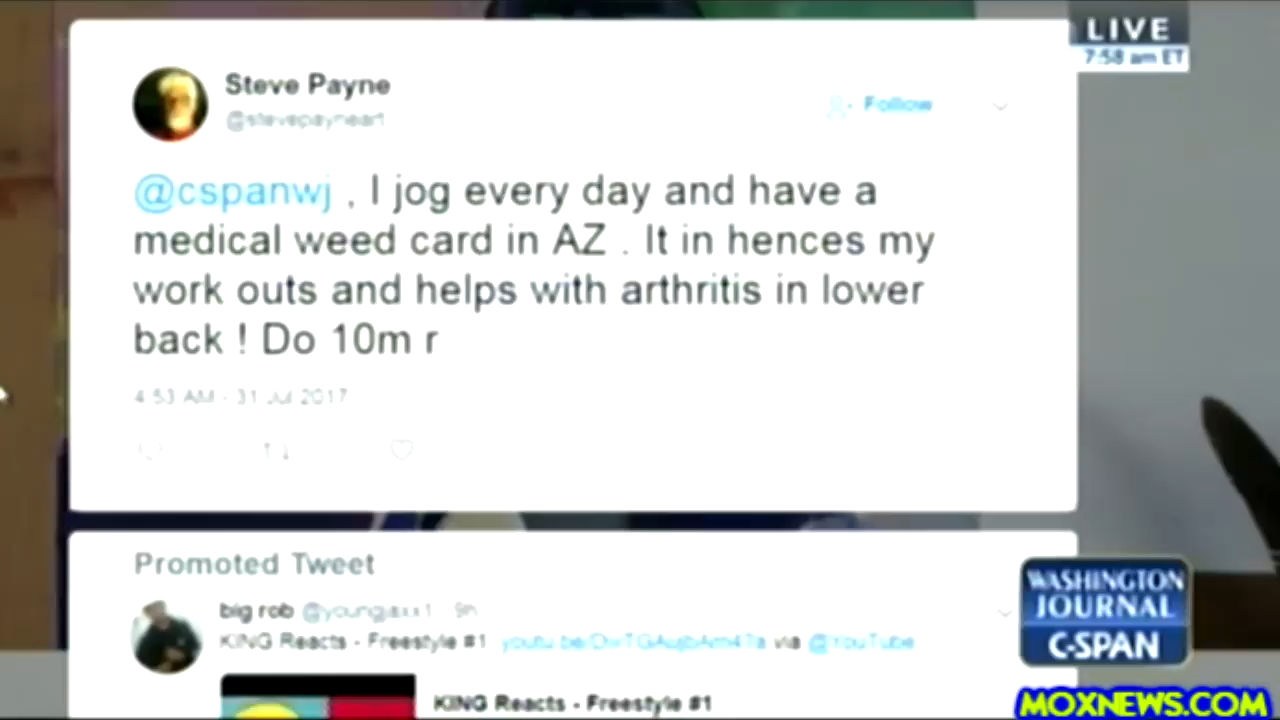 LIVE
7:58 am ET
Steve Payne
@stevepayneart
Follow
@cspanwj , I jog every day and have a
medical weed card in AZ . It in hences my
work outs and helps with arthritis in lower
back ! Do 10m r
4:53 AM - 31 Jul 2017
Promoted Tweet
big rob @youngjaxx1 9h
KING Reacts - Freestyle #1 via @YouTube
KING Reacts - Freestyle #1
WASHINGTON
JOURNAL
C-SPAN
MOXNEWS.COM